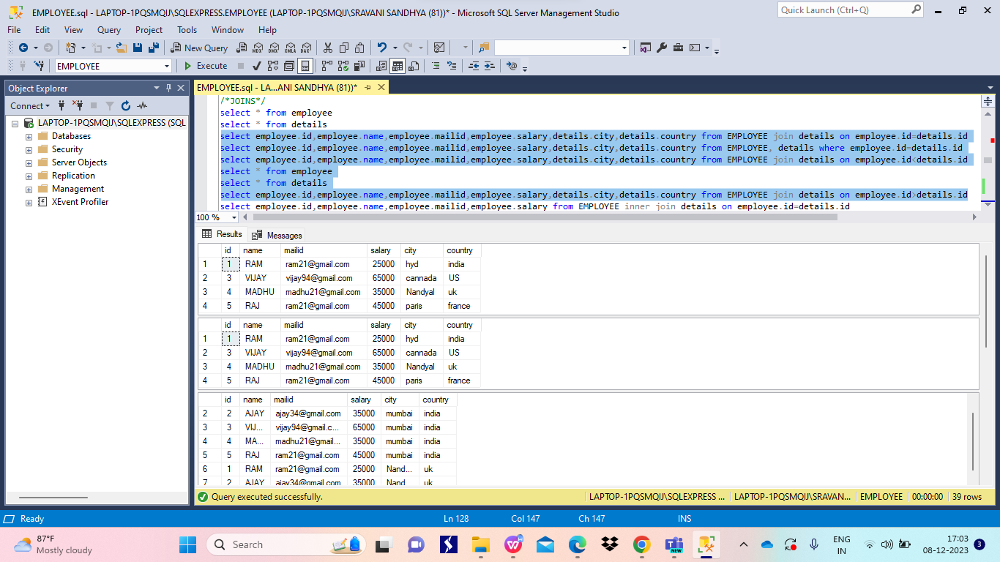 EMPLOYEE.sql - LAPTOP-1PQSMQIJ\SQLEXPRESS.EMPLOYEE (LAPTOP-1PQSMQIJ\SRAVANI SANDHYA (81))* - Microsoft SQL Server Management Studio
Quick Launch (Ctrl+Q)
File Edit View Query Project Tools Window Help
New Query
MDX DMX XMLA DAX
EMPLOYEE
Execute
Object Explorer
EMPLOYEE.sql - LA...ANI SANDHYA (81))*
Connect
LAPTOP-1PQSMQIJ\SQLEXPRESS (SQL
Databases
Security
Server Objects
Replication
Management
XEvent Profiler
/*JOINS*/
select * from employee
select * from details
select employee.id,employee.name,employee.mailid,employee.salary,details.city,details.country from EMPLOYEE join details on employee.id=details.id
select employee.id,employee.name,employee.mailid,employee.salary,details.city,details.country from EMPLOYEE, details where employee.id=details.id
select employee.id,employee.name,employee.mailid,employee.salary,details.city,details.country from EMPLOYEE join details on employee.id<details.id
select * from employee
select * from details
select employee.id,employee.name,employee.mailid,employee.salary,details.city,details.country from EMPLOYEE join details on employee.id>details.id
select employee.id,employee.name,employee.mailid,employee.salary from EMPLOYEE inner join details on employee.id=details.id
100 %
Results Messages
id name mailid salary city country
1 1 RAM ram21@gmail.com 25000 hyd india
2 3 VIJAY vijay94@gmail.com 65000 cannada US
3 4 MADHU madhu21@gmail.com 35000 Nandyal uk
4 5 RAJ ram21@gmail.com 45000 paris france
id name mailid salary city country
1 1 RAM ram21@gmail.com 25000 hyd india
2 3 VIJAY vijay94@gmail.com 65000 cannada US
3 4 MADHU madhu21@gmail.com 35000 Nandyal uk
4 5 RAJ ram21@gmail.com 45000 paris france
id name mailid salary city country
2 2 AJAY ajay34@gmail.com 35000 mumbai india
3 3 VIJ... vijay94@gmail.c... 65000 mumbai india
4 4 MA... madhu21@gmail... 35000 mumbai india
5 5 RAJ ram21@gmail.com 45000 mumbai india
6 1 RAM ram21@gmail.com 25000 Nand... uk
7 2 AJAY ajay34@gmail.com 35000 Nand... uk
Query executed successfully.
LAPTOP-1PQSMQIJ\SQLEXPRESS ... LAPTOP-1PQSMQIJ\SRAVAN... EMPLOYEE 00:00:00 39 rows
Ready
Ln 128 Col 147 Ch 147 INS
87°F
Mostly cloudy
Search
NEW
ENG
IN
17:03
08-12-2023
3